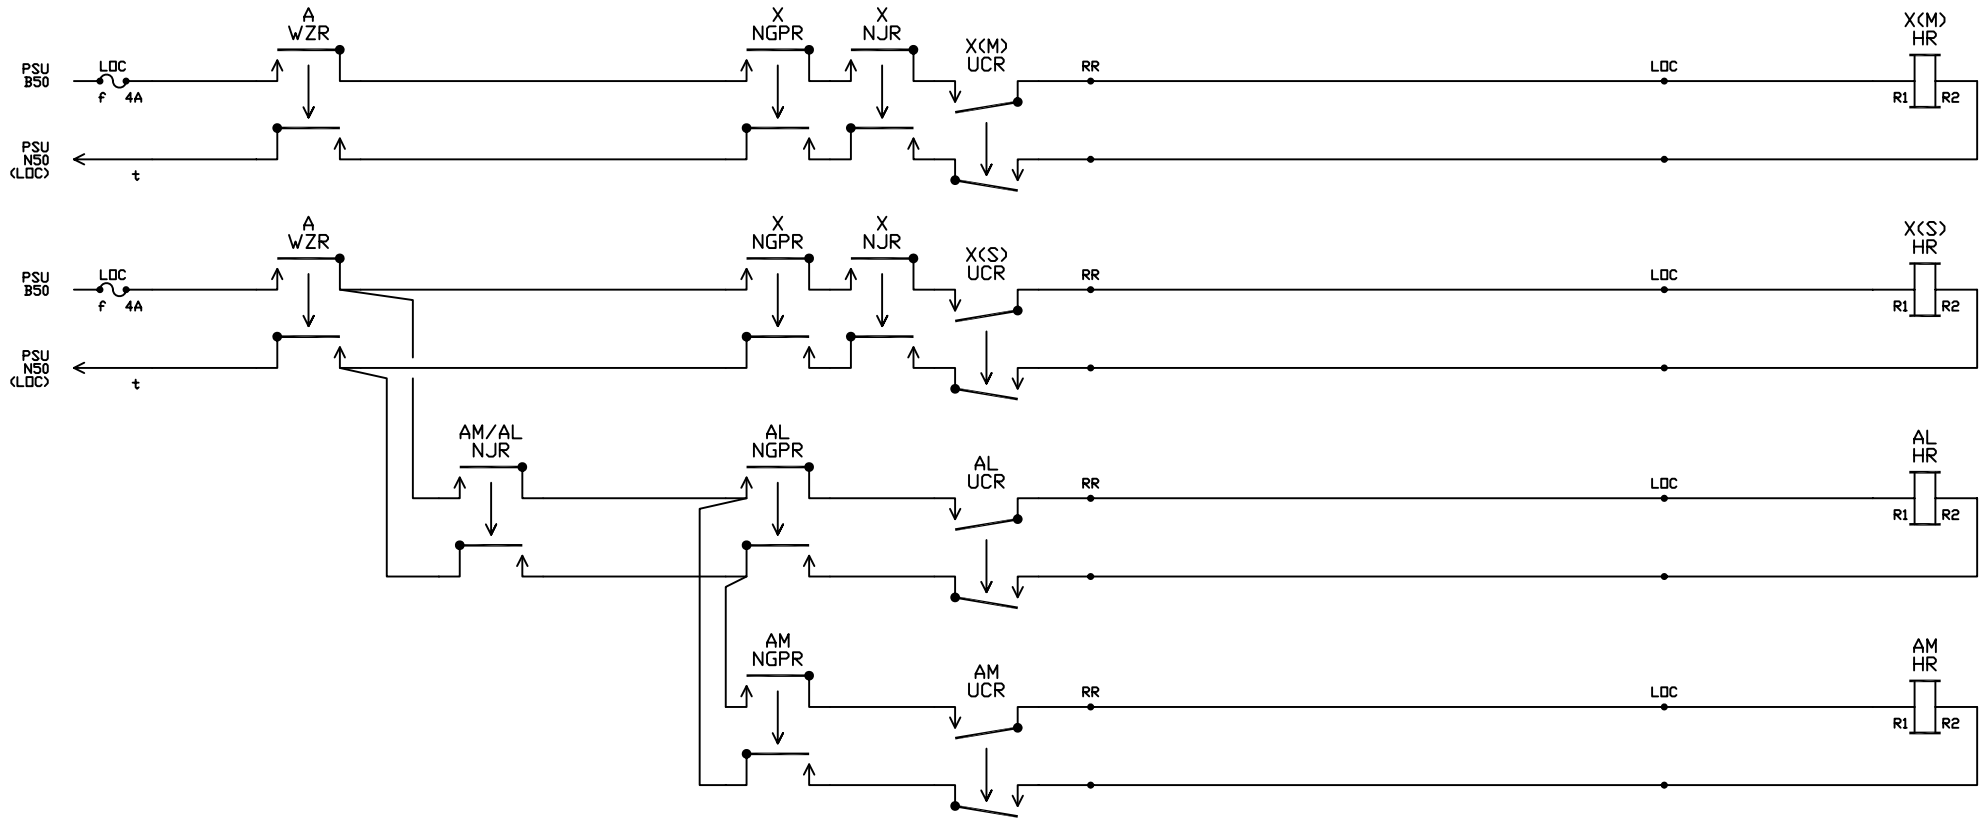 A
WZR
X
NGPR
X
NJR
X(M)
UCR
X(M)
HR
PSU
B50
LOC
f 4A
RR
LOC
R1 R2
PSU
N50
(LOC)
t
A
WZR
X
NGPR
X
NJR
X(S)
UCR
X(S)
HR
PSU
B50
LOC
f 4A
RR
LOC
R1 R2
PSU
N50
(LOC)
t
AM/AL
NJR
AL
NGPR
AL
UCR
AL
HR
RR
LOC
R1 R2
AM
NGPR
AM
UCR
AM
HR
RR
LOC
R1 R2